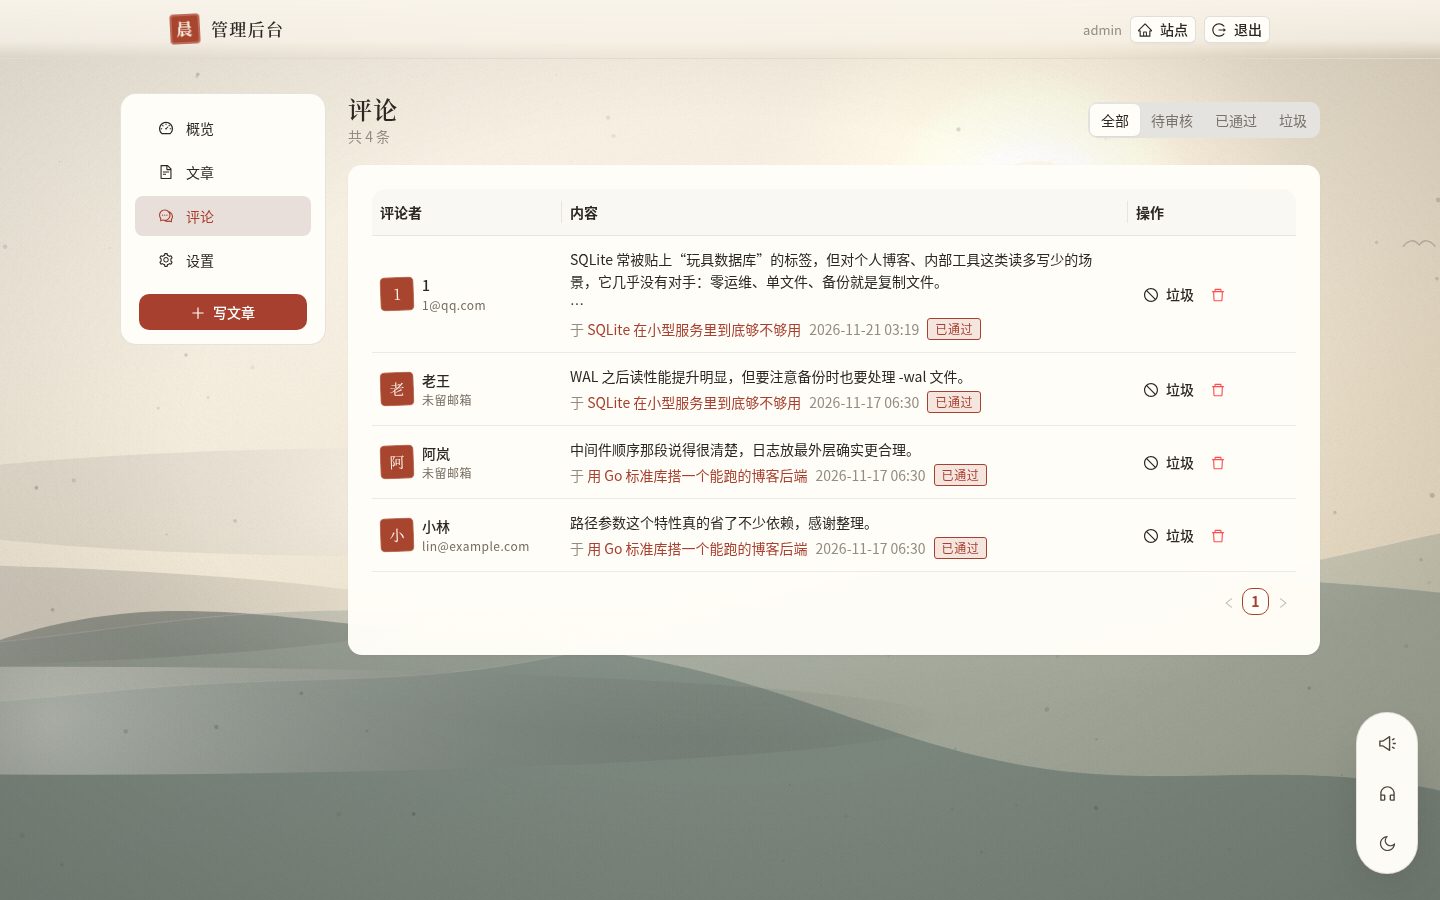 晨 管理后台
admin 站点 退出
概览
文章
评论
设置
写文章
评论
共 4 条
全部 待审核 已通过 垃圾
评论者 内容 操作
1 1
1@qq.com
SQLite 常被贴上“玩具数据库”的标签，但对个人博客、内部工具这类读多写少的场
景，它几乎没有对手：零运维、单文件、备份就是复制文件。
...
于 SQLite 在小型服务里到底够不够用 2026-11-21 03:19 已通过
垃圾
老 老王
未留邮箱
WAL 之后读性能提升明显，但要注意备份时也要处理 -wal 文件。
于 SQLite 在小型服务里到底够不够用 2026-11-17 06:30 已通过
垃圾
阿 阿岚
未留邮箱
中间件顺序那段说得很清楚，日志放最外层确实更合理。
于 用 Go 标准库搭一个能跑的博客后端 2026-11-17 06:30 已通过
垃圾
小 小林
lin@example.com
路径参数这个特性真的省了不少依赖，感谢整理。
于 用 Go 标准库搭一个能跑的博客后端 2026-11-17 06:30 已通过
垃圾
1